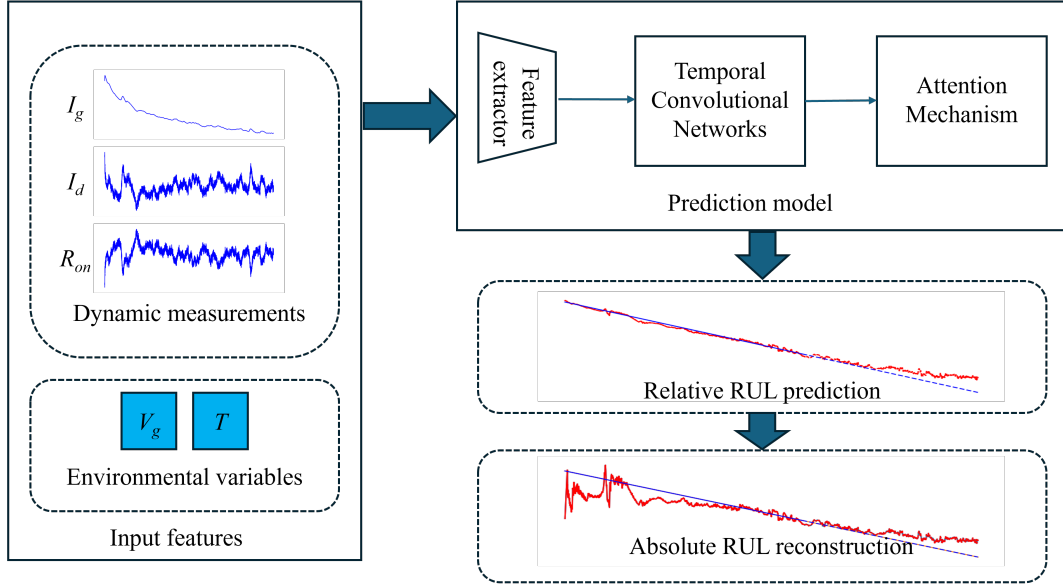 I_g
I_d
R_on
Dynamic measurements
V_g
T
Environmental variables
Input features
Feature
extractor
Temporal
Convolutional
Networks
Attention
Mechanism
Prediction model
Relative RUL prediction
Absolute RUL reconstruction